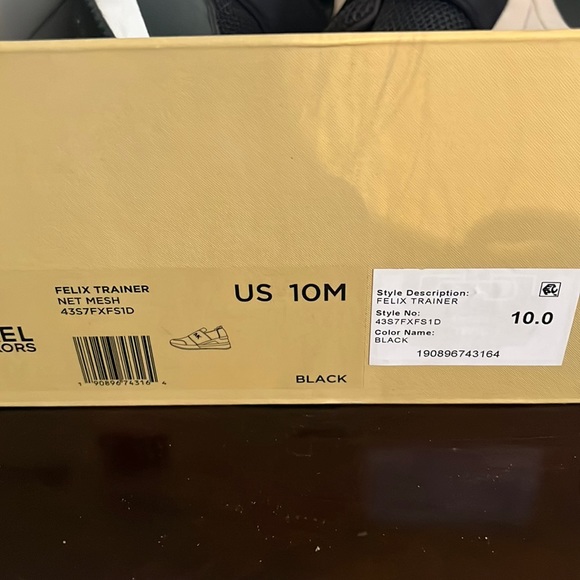 FELIX TRAINER
NET MESH
43S7FXFS1D
US 10M
EL
ORS
1 90896 74316 4
BLACK
Style Description:
FELIX TRAINER
Style No:
43S7FXFS1D
10.0
Color Name:
BLACK
190896743164